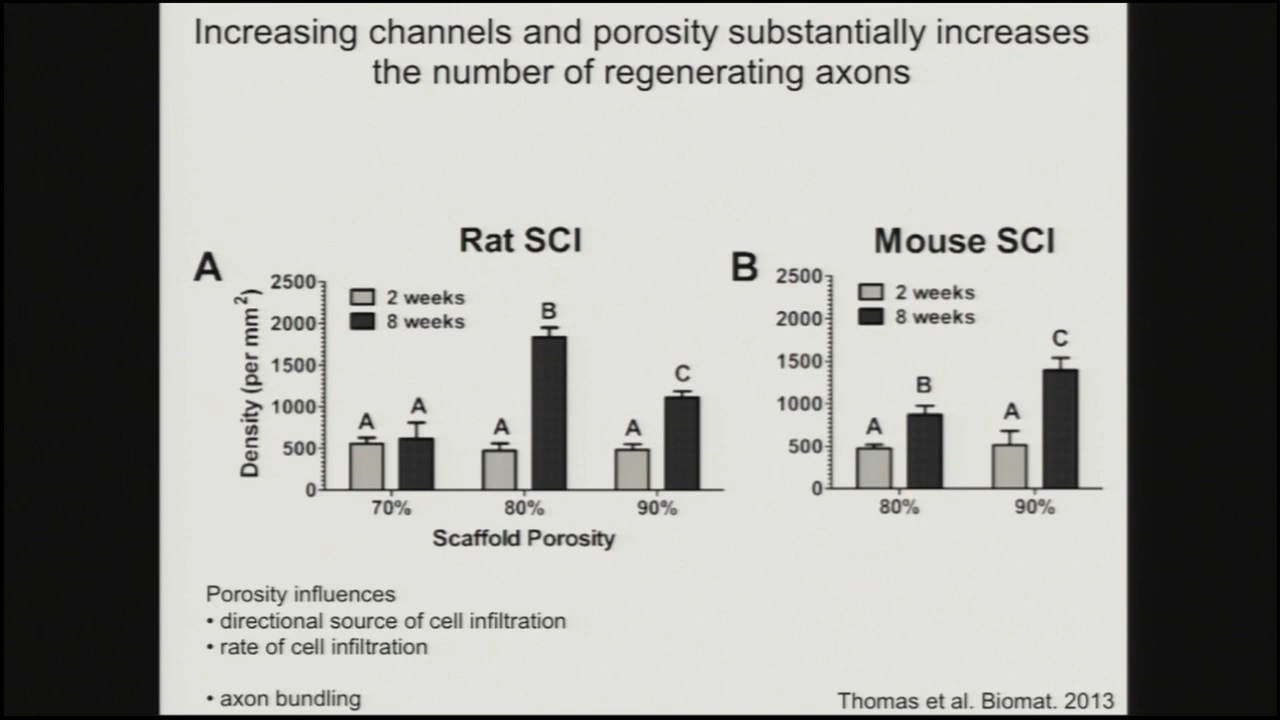 Increasing channels and porosity substantially increases
the number of regenerating axons
A
Rat SCI
Density (per mm²)
2500
2000
1500
1000
500
0
2 weeks
8 weeks
A
A
A
B
A
C
70%
80%
90%
Scaffold Porosity
B
Mouse SCI
2500
2000
1500
1000
500
0
2 weeks
8 weeks
A
B
A
C
80%
90%
Porosity influences
• directional source of cell infiltration
• rate of cell infiltration
• axon bundling
Thomas et al. Biomat. 2013